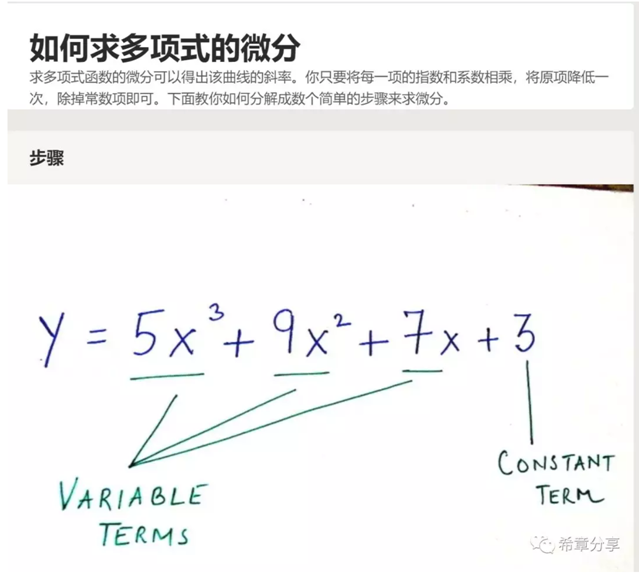 如何求多项式的微分
求多项式函数的微分可以得出该曲线的斜率。你只要将每一项的指数和系数相乘，将原项降低一
次，除掉常数项即可。下面教你如何分解成数个简单的步骤来求微分。
步骤
y = 5x³ + 9x² + 7x + 3
CONSTANT
TERM
VARIABLE
TERMS
希章分享